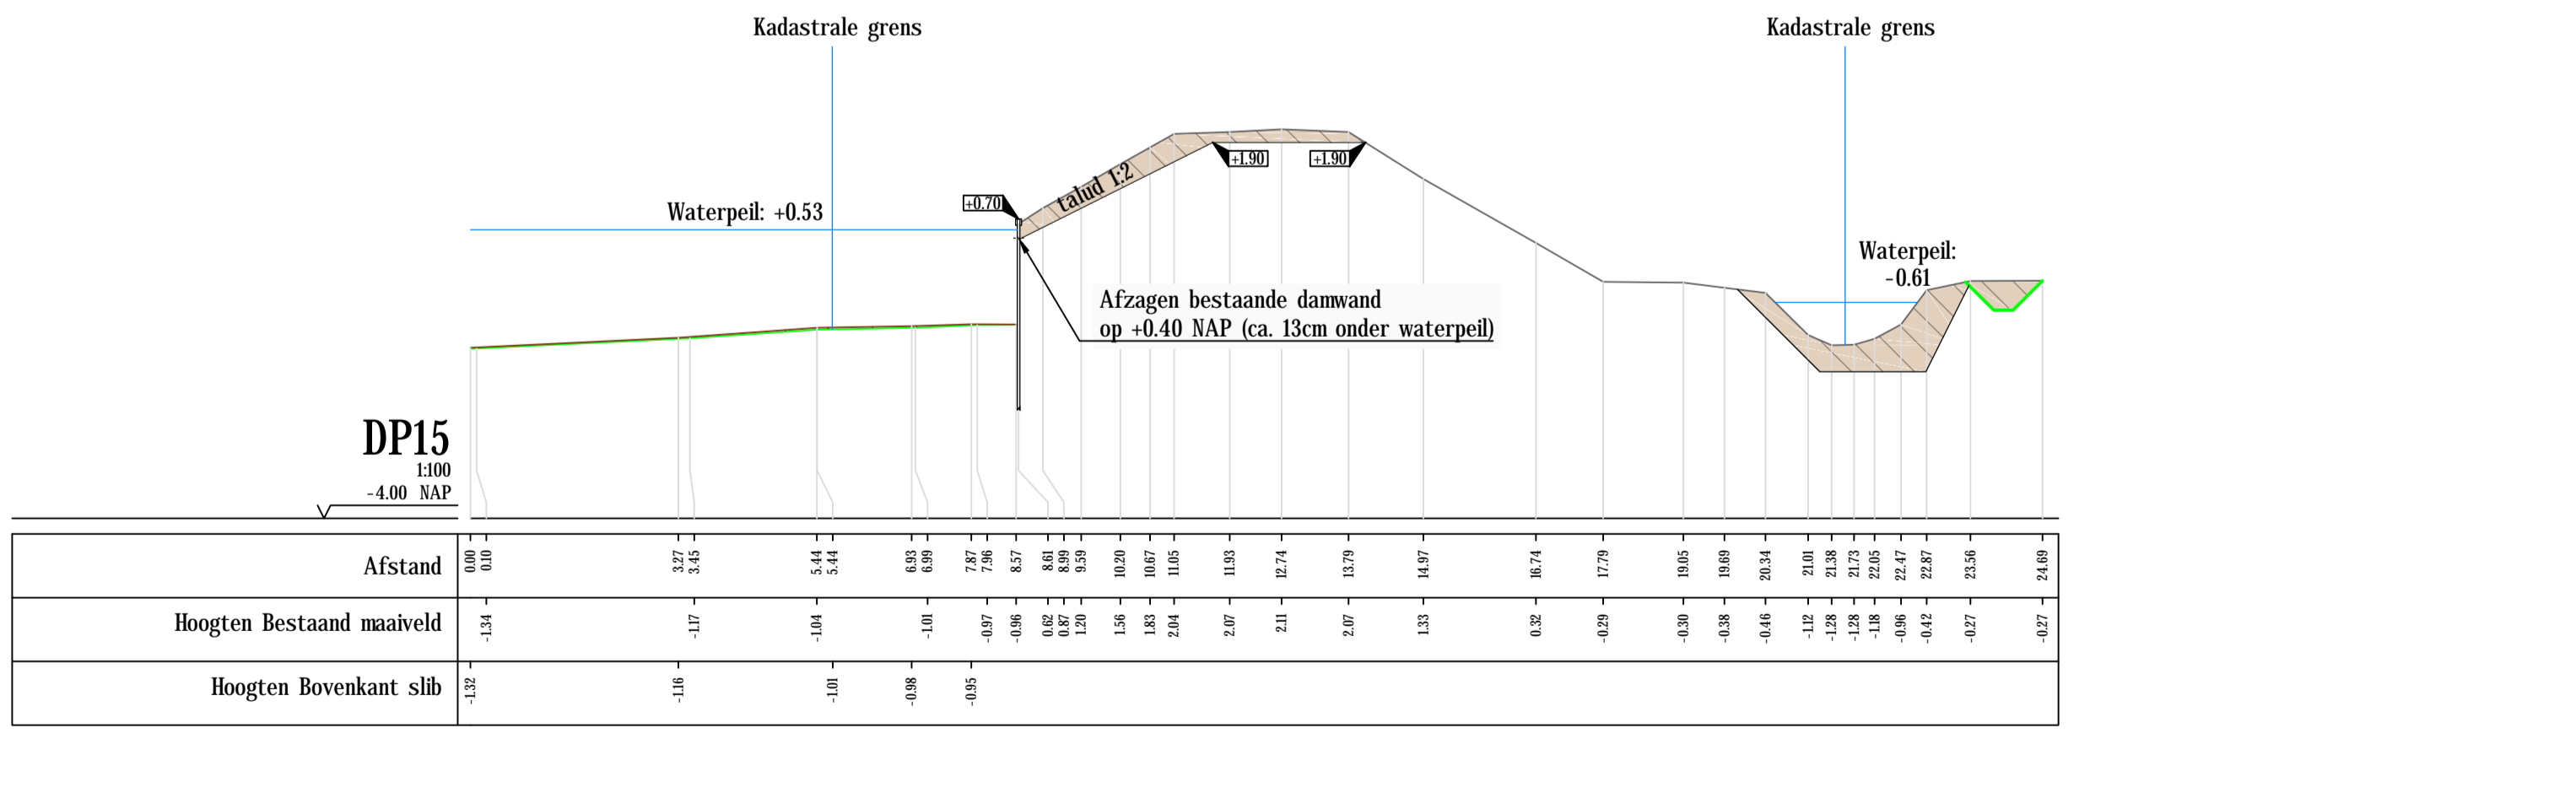 Kadastrale grens
Kadastrale grens
Waterpeil: +0.53
+0.70
talud 1:2
+1.90
+1.90
Waterpeil:
-0.61
Afzagen bestaande damwand
op +0.40 NAP (ca. 13cm onder waterpeil)
DP15
1:100
-4.00 NAP
Afstand 0.00 0.10 3.27 3.45 5.44 5.44 6.93 6.99 7.87 7.96 8.57 8.61 8.99 9.59 10.20 10.67 11.05 11.93 12.74 13.79 14.97 16.74 17.79 19.05 19.69 20.34 21.01 21.38 21.73 22.05 22.47 22.87 23.56 24.69
Hoogten Bestaand maaiveld -1.34 -1.17 -1.04 -1.01 -0.97 -0.96 0.62 0.87 1.20 1.56 1.83 2.04 2.07 2.11 2.07 1.33 0.32 -0.29 -0.30 -0.38 -0.46 -1.12 -1.28 -1.28 -1.18 -0.96 -0.42 -0.27 -0.27
Hoogten Bovenkant slib -1.32 -1.16 -1.01 -0.98 -0.95